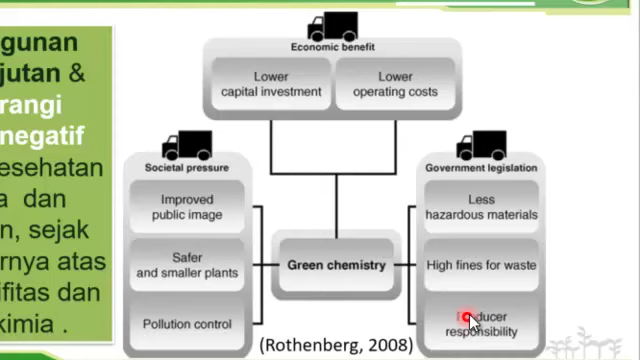 gunan
jutan &
rangi
negatif
esehatan
a dan
n, sejak
rnya atas
ifitas dan
kimia .
Economic benefit
Lower
capital investment
Lower
operating costs
Societal pressure
Improved
public image
Safer
and smaller plants
Pollution control
Green chemistry
Government legislation
Less
hazardous materials
High fines for waste
Producer
responsibility
(Rothenberg, 2008)